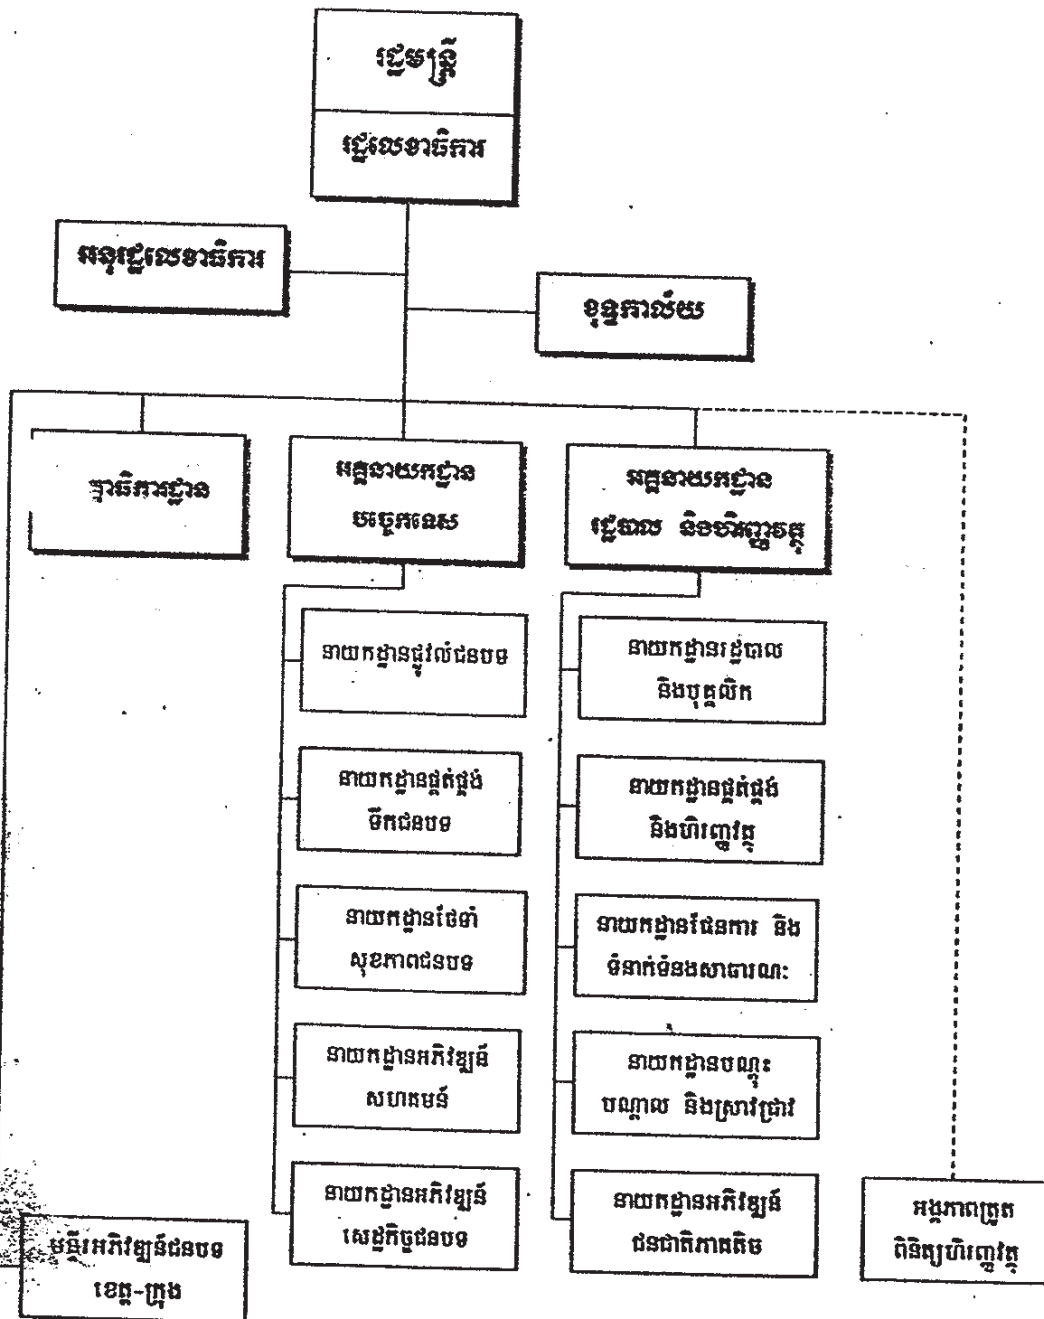 រដ្ឋមន្ត្រី
រដ្ឋលេខាធិការ
អនុរដ្ឋលេខាធិការ
ខុទ្ទកាល័យ
អគ្គនាយកដ្ឋាន
បច្ចេកទេស
អគ្គនាយកដ្ឋាន
រដ្ឋបាល និងហិរញ្ញវត្ថុ
នាយកដ្ឋានផ្លូវលំជនបទ
នាយកដ្ឋានផ្គត់ផ្គង់
ទឹកជនបទ
នាយកដ្ឋានថែទាំ
សុខភាពជនបទ
នាយកដ្ឋានអភិវឌ្ឍន៍
សហគមន៍
នាយកដ្ឋានអភិវឌ្ឍន៍
សេដ្ឋកិច្ចជនបទ
នាយកដ្ឋានរដ្ឋបាល
និងបុគ្គលិក
នាយកដ្ឋានផ្គត់ផ្គង់
និងហិរញ្ញវត្ថុ
នាយកដ្ឋានផែនការ និង
ទំនាក់ទំនងសាធារណៈ
នាយកដ្ឋានបណ្តុះ
បណ្តាល និងស្រាវជ្រាវ
នាយកដ្ឋានអភិវឌ្ឍន៍
ជនជាតិភាគតិច
មន្ទីរអភិវឌ្ឍន៍ជនបទ
ខេត្ត-ក្រុង
អង្គភាពត្រួត
ពិនិត្យហិរញ្ញវត្ថុ